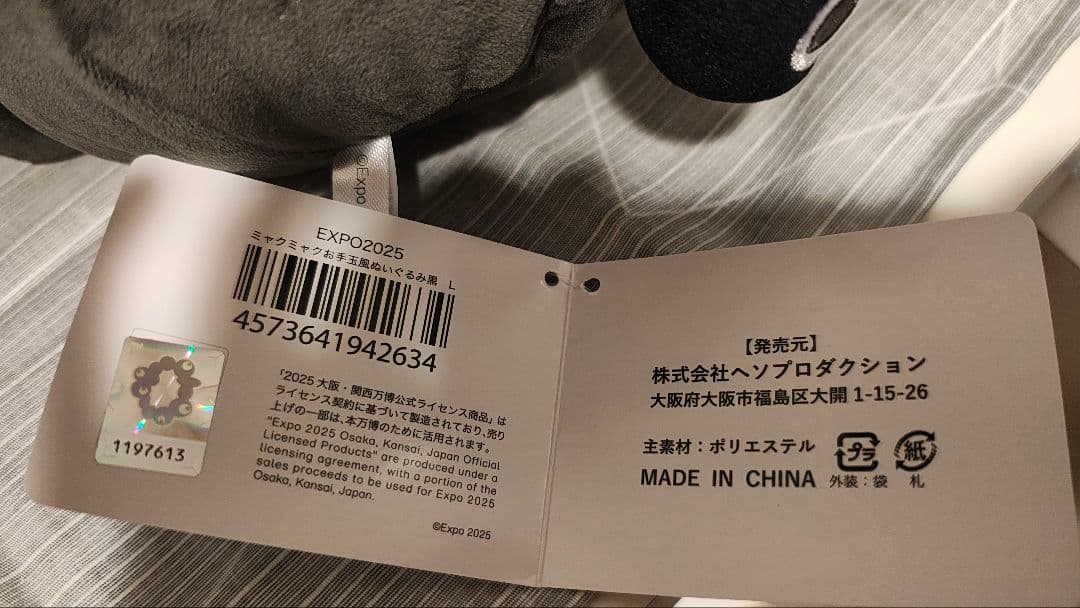 ©Expo
EXPO2025
ミャクミャクお手玉風ぬいぐるみ黒 L
4573641942634
1197613
「2025 大阪・関西万博公式ライセンス商品」は
ライセンス契約に基づいて製造されており、売り
上げの一部は、本万博のために活用されます。
"Expo 2025 Osaka, Kansai, Japan Official
Licensed Products" are produced under a
licensing agreement, with a portion of the
sales proceeds to be used for Expo 2025
Osaka, Kansai, Japan.
©Expo 2025
【発売元】
株式会社ヘソプロダクション
大阪府大阪市福島区大開 1-15-26
主素材：ポリエステル
MADE IN CHINA
プラ
外装：袋
紙
札